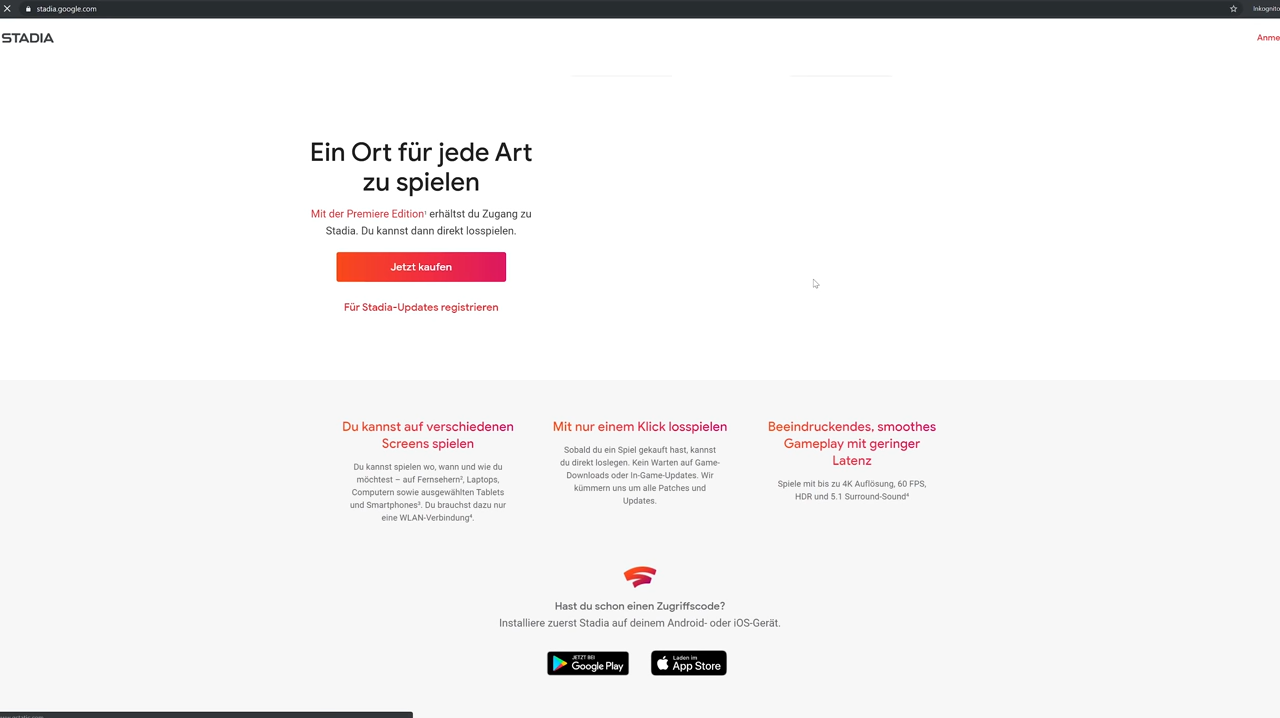 stadia.google.com
Inkognito
STADIA
Anme
Ein Ort für jede Art
zu spielen
Mit der Premiere Edition¹ erhältst du Zugang zu
Stadia. Du kannst dann direkt losspielen.
Jetzt kaufen
Für Stadia-Updates registrieren
Du kannst auf verschiedenen
Screens spielen
Du kannst spielen wo, wann und wie du
möchtest – auf Fernsehern², Laptops,
Computern sowie ausgewählten Tablets
und Smartphones³. Du brauchst dazu nur
eine WLAN-Verbindung⁴.
Mit nur einem Klick losspielen
Sobald du ein Spiel gekauft hast, kannst
du direkt loslegen. Kein Warten auf Game-
Downloads oder In-Game-Updates. Wir
kümmern uns um alle Patches und
Updates.
Beeindruckendes, smoothes
Gameplay mit geringer
Latenz
Spiele mit bis zu 4K Auflösung, 60 FPS,
HDR und 5.1 Surround-Sound⁴
Hast du schon einen Zugriffscode?
Installiere zuerst Stadia auf deinem Android- oder iOS-Gerät.
JETZT BEI
Google Play
Laden im
App Store